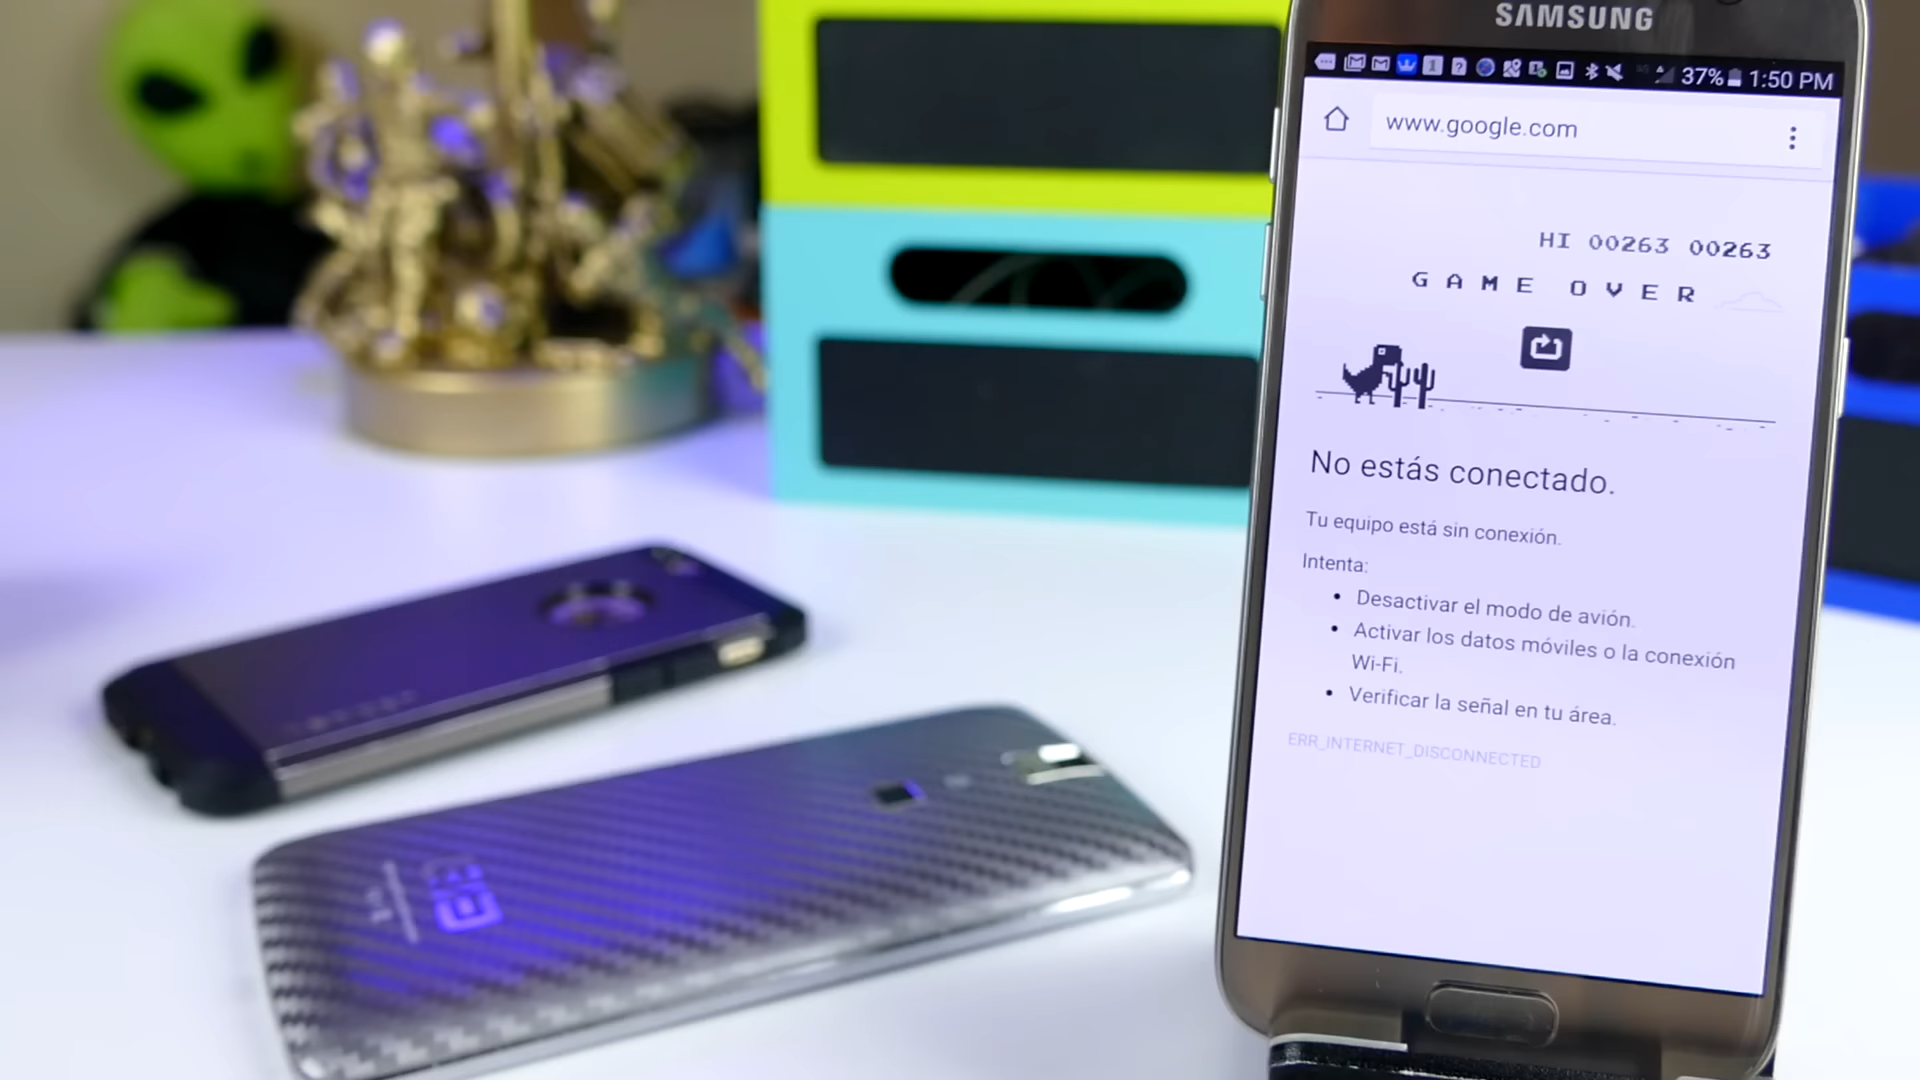 SAMSUNG
37% 1:50 PM
www.google.com
HI 00263 00263
GAME OVER
No estás conectado.
Tu equipo está sin conexión.
Intenta:
• Desactivar el modo de avión.
• Activar los datos móviles o la conexión
Wi-Fi.
• Verificar la señal en tu área.
ERR_INTERNET_DISCONNECTED